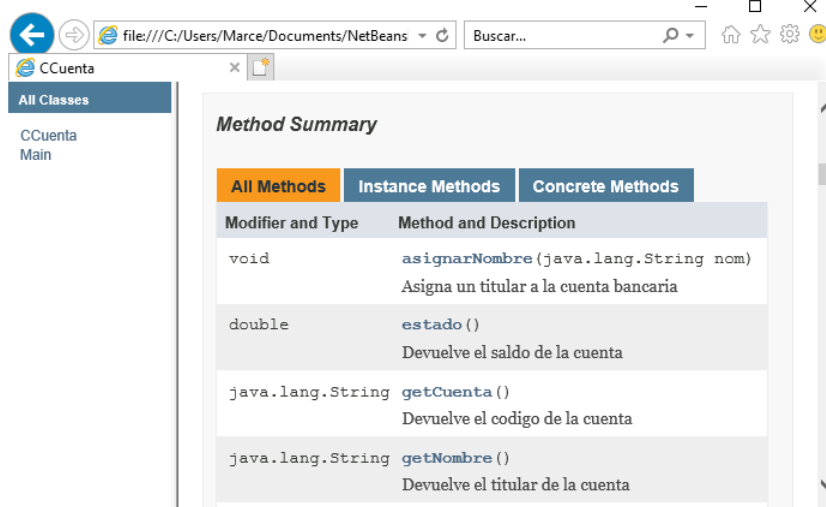 file:///C:/Users/Marce/Documents/NetBeans
Buscar...
CCuenta
All Classes
CCuenta
Main
Method Summary
All Methods Instance Methods Concrete Methods
Modifier and Type Method and Description
void asignarNombre(java.lang.String nom)
Asigna un titular a la cuenta bancaria
double estado()
Devuelve el saldo de la cuenta
java.lang.String getCuenta()
Devuelve el codigo de la cuenta
java.lang.String getNombre()
Devuelve el titular de la cuenta